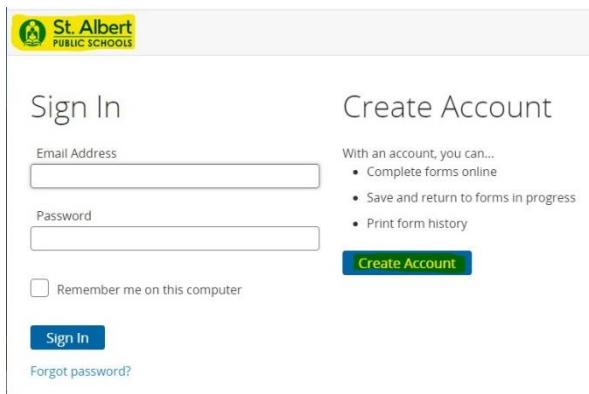 St. Albert
PUBLIC SCHOOLS
Sign In
Email Address
Password
Remember me on this computer
Sign In
Forgot password?
Create Account
With an account, you can...
• Complete forms online
• Save and return to forms in progress
• Print form history
Create Account